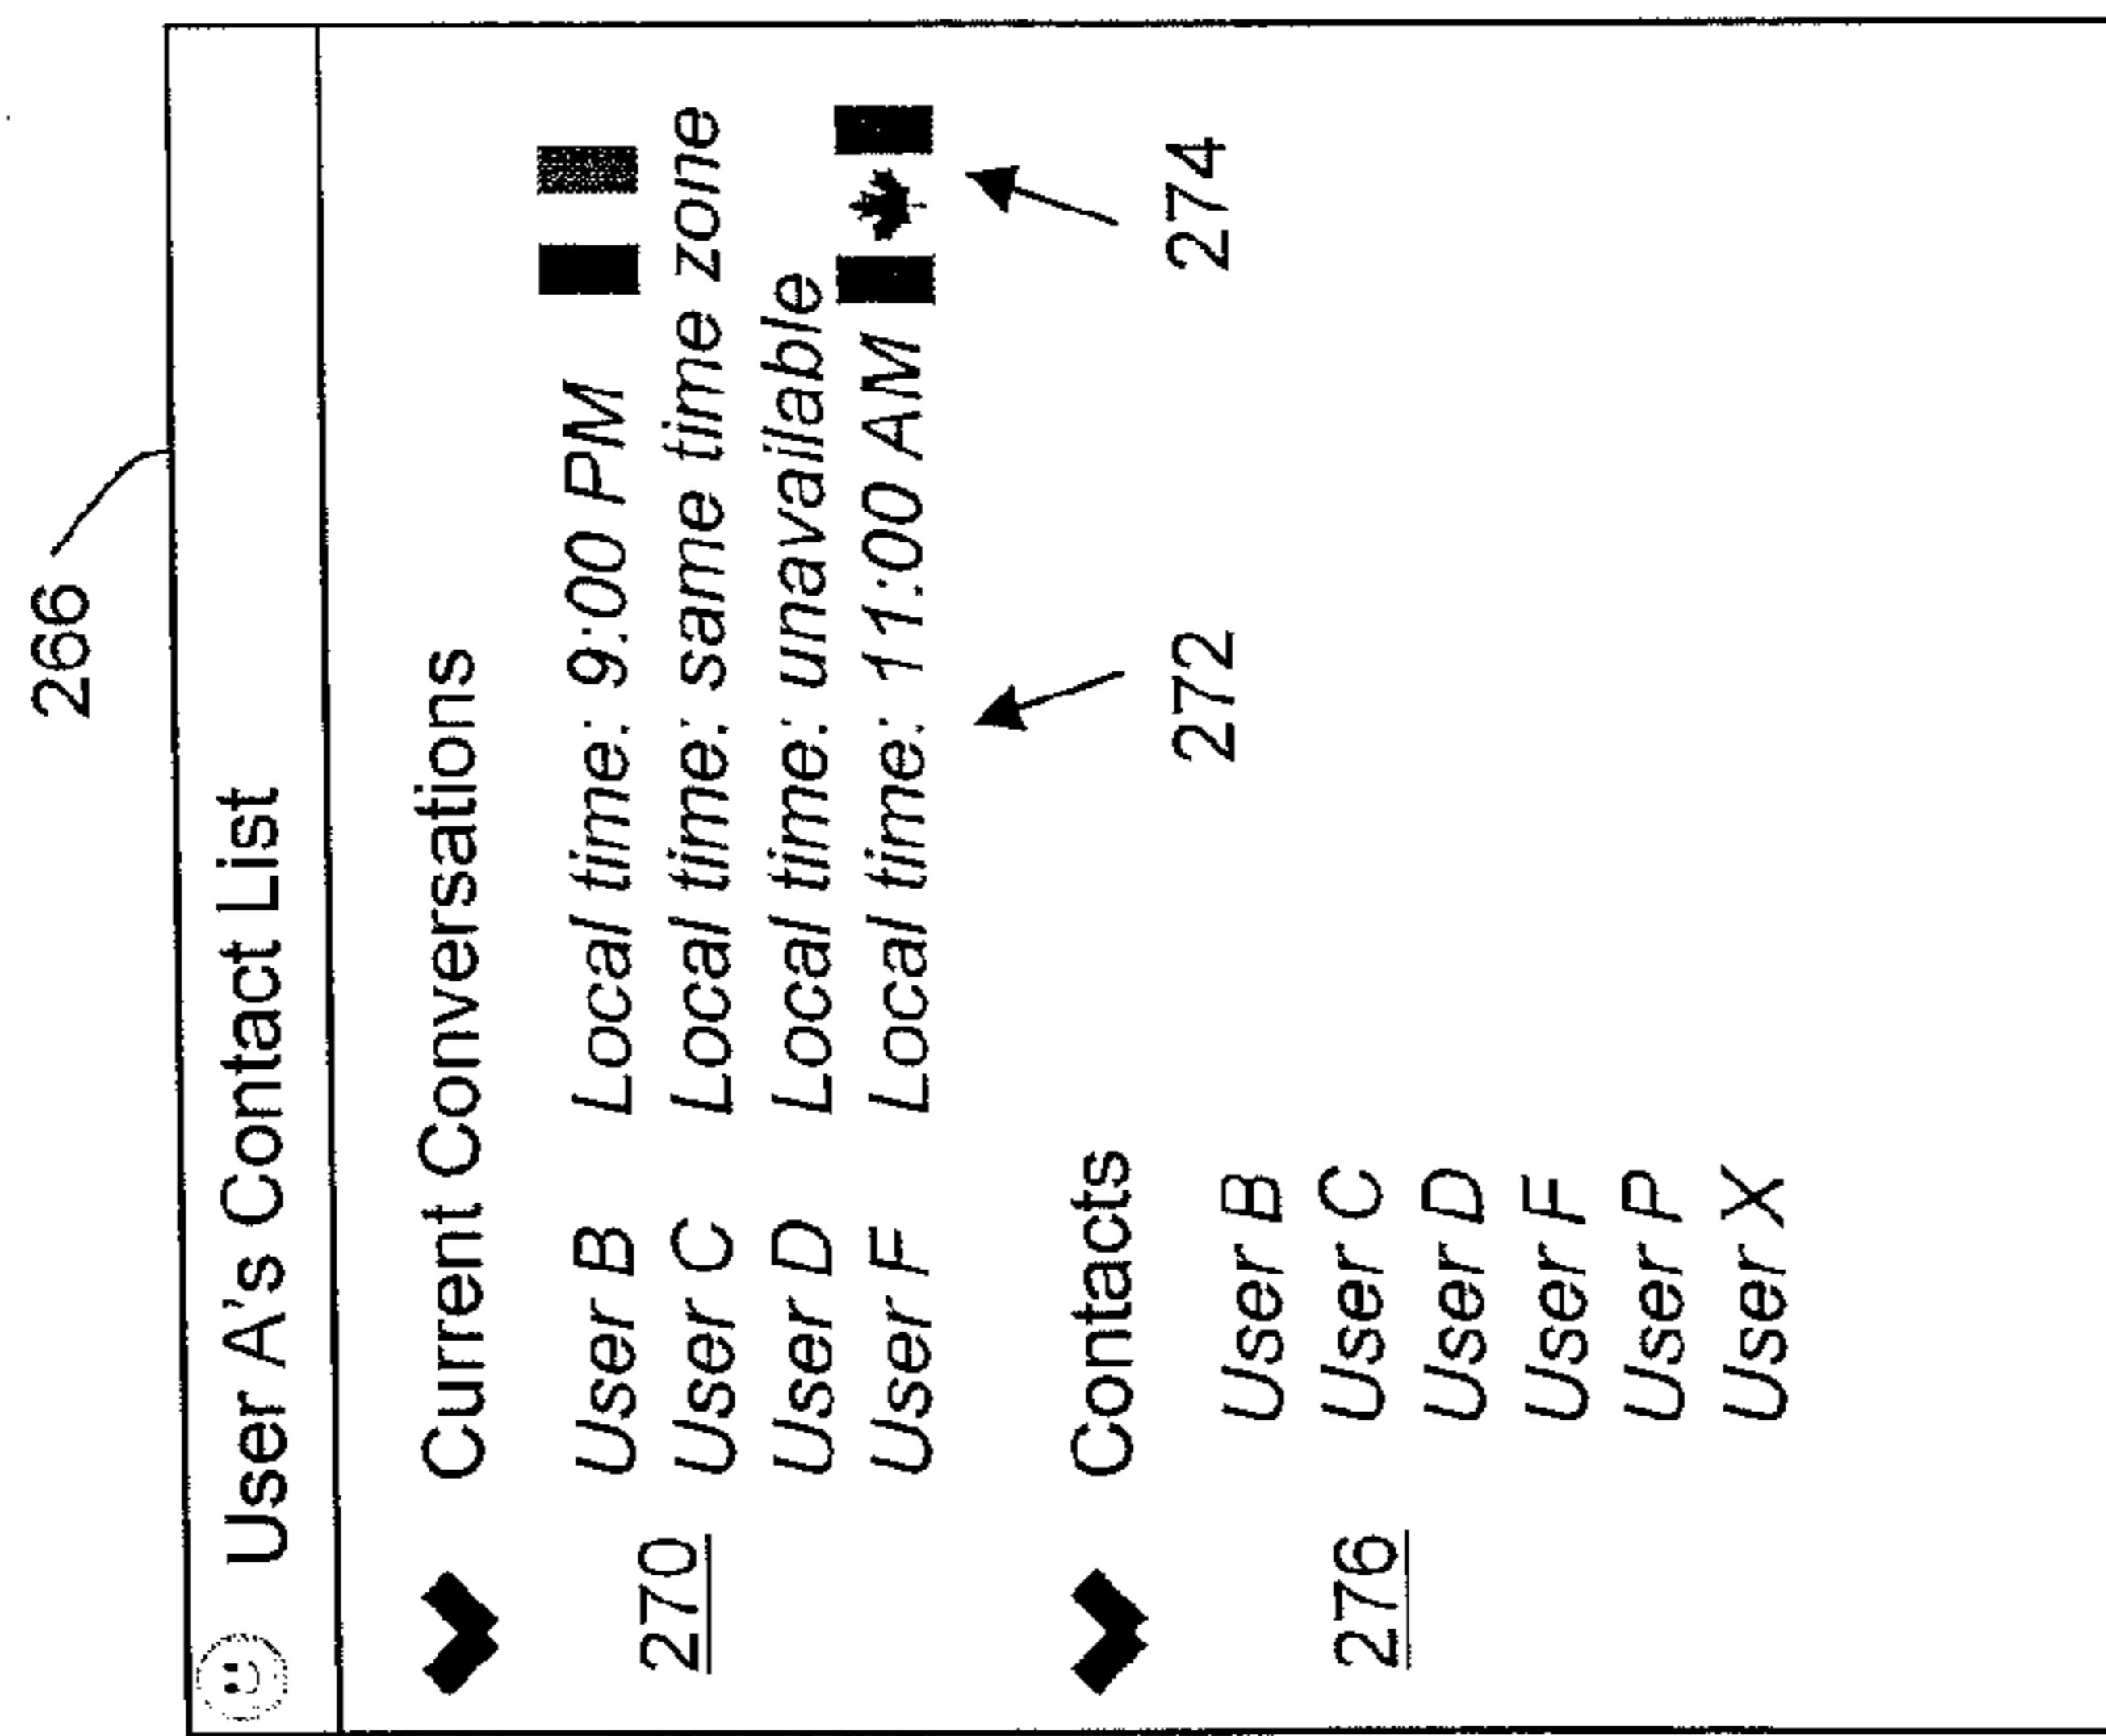 266
User A's Contact List
Current Conversations
270
User B Local time: 9:00 PM
User C Local time: same time zone
User D Local time: unavailable
User F Local time: 11:00 AM
272
274
Contacts
276
User B
User C
User D
User F
User P
User X